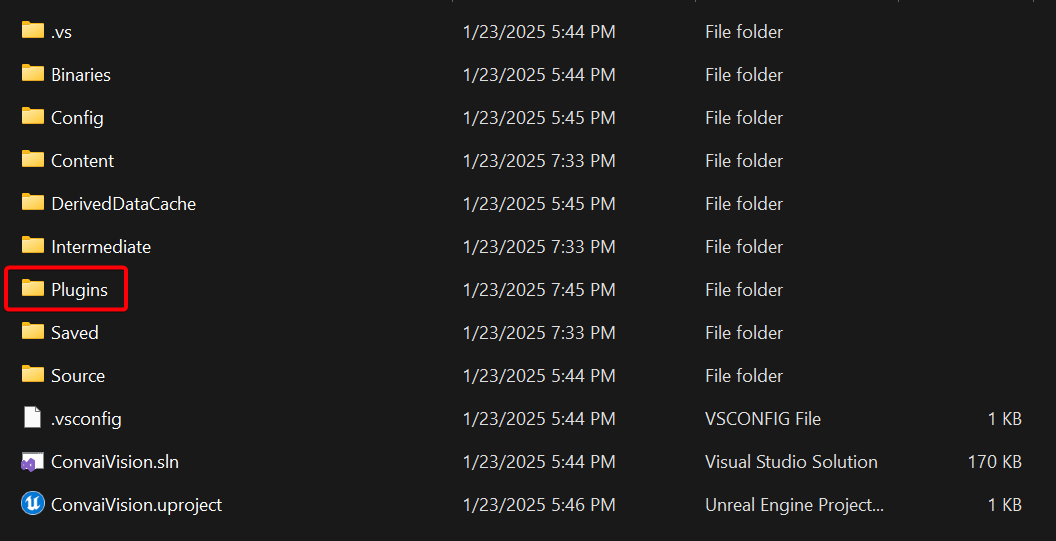 .vs 1/23/2025 5:44 PM File folder
Binaries 1/23/2025 5:44 PM File folder
Config 1/23/2025 5:45 PM File folder
Content 1/23/2025 7:33 PM File folder
DerivedDataCache 1/23/2025 5:45 PM File folder
Intermediate 1/23/2025 7:33 PM File folder
Plugins 1/23/2025 7:45 PM File folder
Saved 1/23/2025 7:33 PM File folder
Source 1/23/2025 5:44 PM File folder
.vsconfig 1/23/2025 5:44 PM VSCONFIG File 1 KB
ConvaiVision.sln 1/23/2025 5:44 PM Visual Studio Solution 170 KB
ConvaiVision.uproject 1/23/2025 5:46 PM Unreal Engine Project... 1 KB